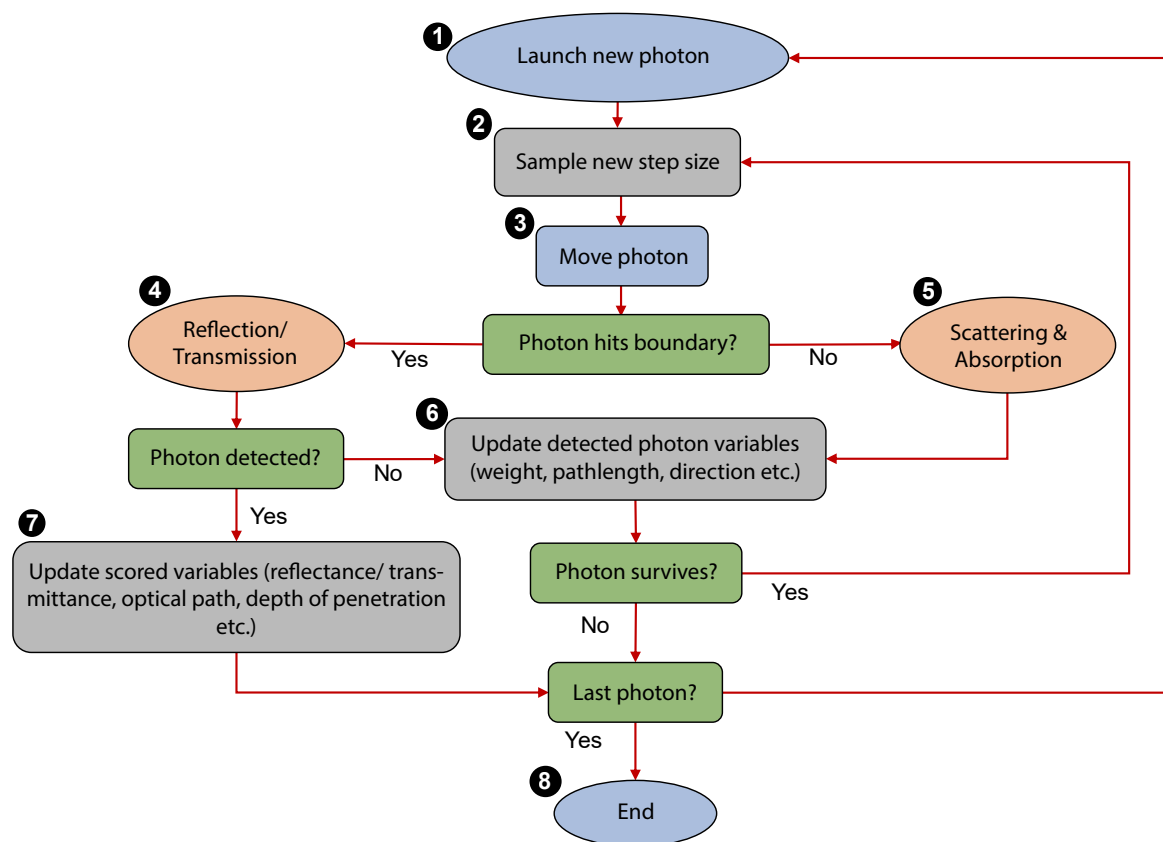 1
Launch new photon
2
Sample new step size
3
Move photon
4
Reflection/
Transmission
Photon hits boundary?
Yes
No
5
Scattering &
Absorption
6
Update detected photon variables
(weight, pathlength, direction etc.)
Photon detected?
No
Yes
7
Update scored variables (reflectance/ trans-
mittance, optical path, depth of penetration
etc.)
Photon survives?
Yes
No
Last photon?
Yes
8
End